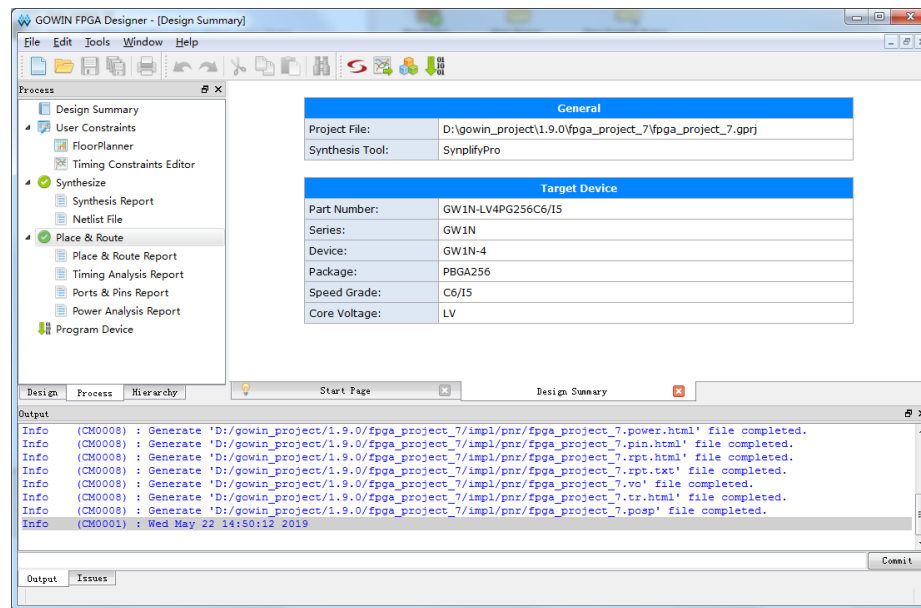 GOWIN FPGA Designer - [Design Summary]
File Edit Tools Window Help
Process
Design Summary
User Constraints
FloorPlanner
Timing Constraints Editor
Synthesize
Synthesis Report
Netlist File
Place & Route
Place & Route Report
Timing Analysis Report
Ports & Pins Report
Power Analysis Report
Program Device
Design Process Hierarchy
General
Project File: D:\gowin_project\1.9.0\fpga_project_7\fpga_project_7.gprj
Synthesis Tool: SynplifyPro
Target Device
Part Number: GW1N-LV4PG256C6/I5
Series: GW1N
Device: GW1N-4
Package: PBGA256
Speed Grade: C6/I5
Core Voltage: LV
Start Page Design Summary
Output
Info (CM0008) : Generate 'D:/gowin_project/1.9.0/fpga_project_7/impl/pnr/fpga_project_7.power.html' file completed.
Info (CM0008) : Generate 'D:/gowin_project/1.9.0/fpga_project_7/impl/pnr/fpga_project_7.pin.html' file completed.
Info (CM0008) : Generate 'D:/gowin_project/1.9.0/fpga_project_7/impl/pnr/fpga_project_7.rpt.html' file completed.
Info (CM0008) : Generate 'D:/gowin_project/1.9.0/fpga_project_7/impl/pnr/fpga_project_7.rpt.txt' file completed.
Info (CM0008) : Generate 'D:/gowin_project/1.9.0/fpga_project_7/impl/pnr/fpga_project_7.vo' file completed.
Info (CM0008) : Generate 'D:/gowin_project/1.9.0/fpga_project_7/impl/pnr/fpga_project_7.tr.html' file completed.
Info (CM0008) : Generate 'D:/gowin_project/1.9.0/fpga_project_7/impl/pnr/fpga_project_7.posp' file completed.
Info (CM0001) : Wed May 22 14:50:12 2019
Commit
Output Issues